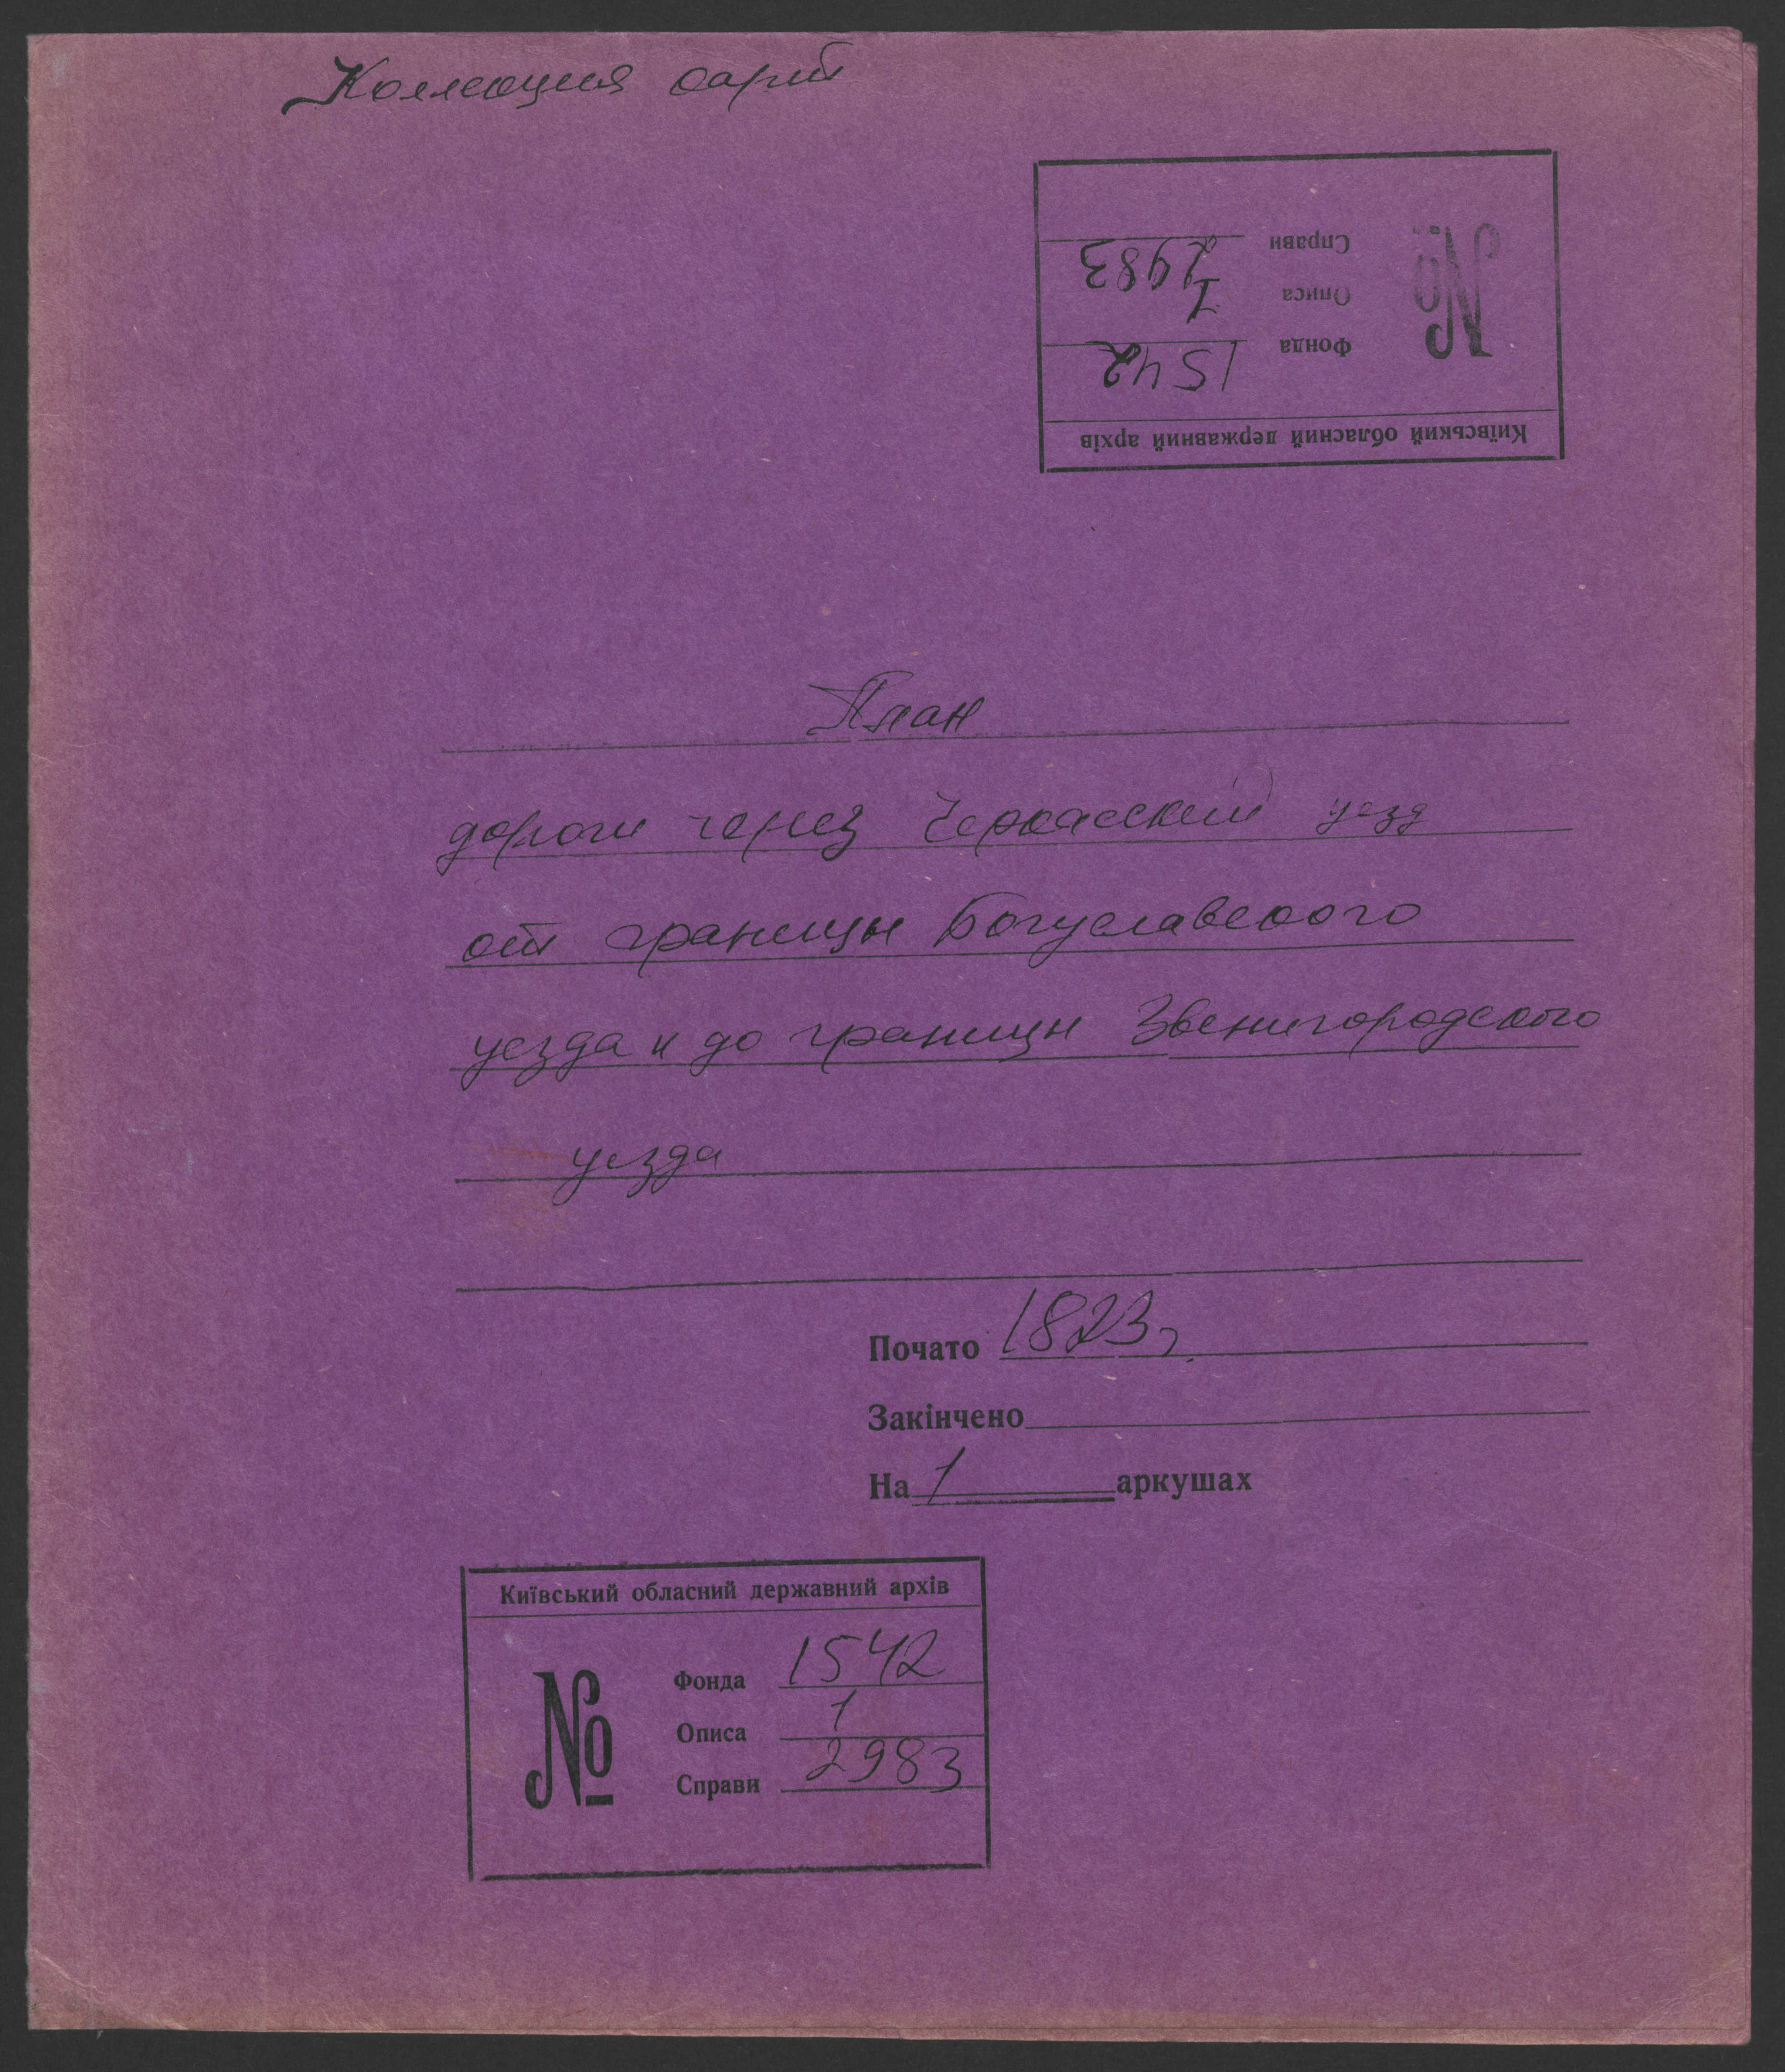 Коллекция карт
Київський обласний державний архів
№
Фонда 1542
Описа 1
Справи 2983
План
дороги через Черкасский уезд
от границы Богуславского
уезда и до границы Звенигородского
уезда
Почато 1823 г.
Закінчено
На 1 аркушах
Київський обласний державний архів
№
Фонда 1542
Описа 1
Справи 2983